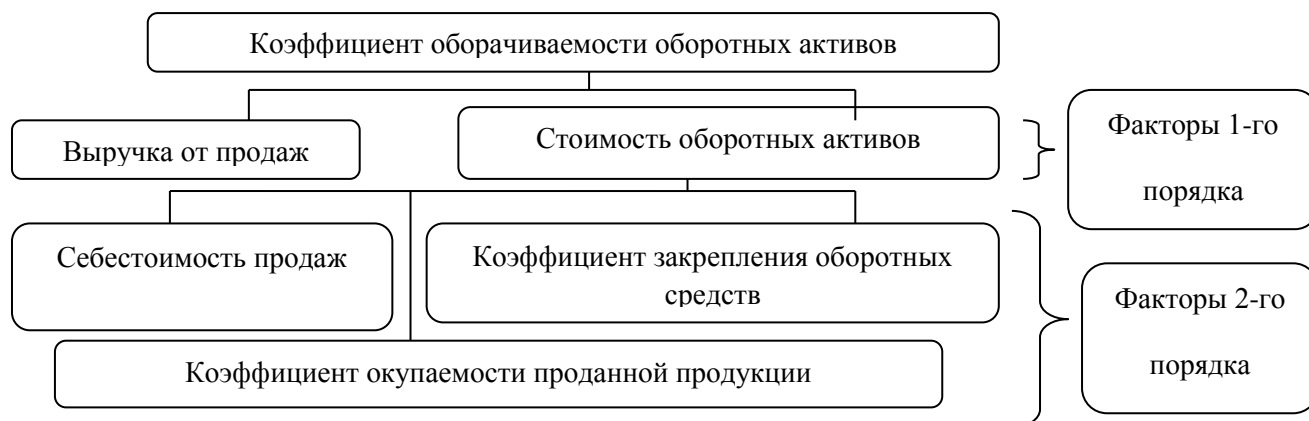 Коэффициент оборачиваемости оборотных активов
Выручка от продаж
Стоимость оборотных активов
Факторы 1-го
порядка
Себестоимость продаж
Коэффициент закрепления оборотных
средств
Факторы 2-го
порядка
Коэффициент окупаемости проданной продукции